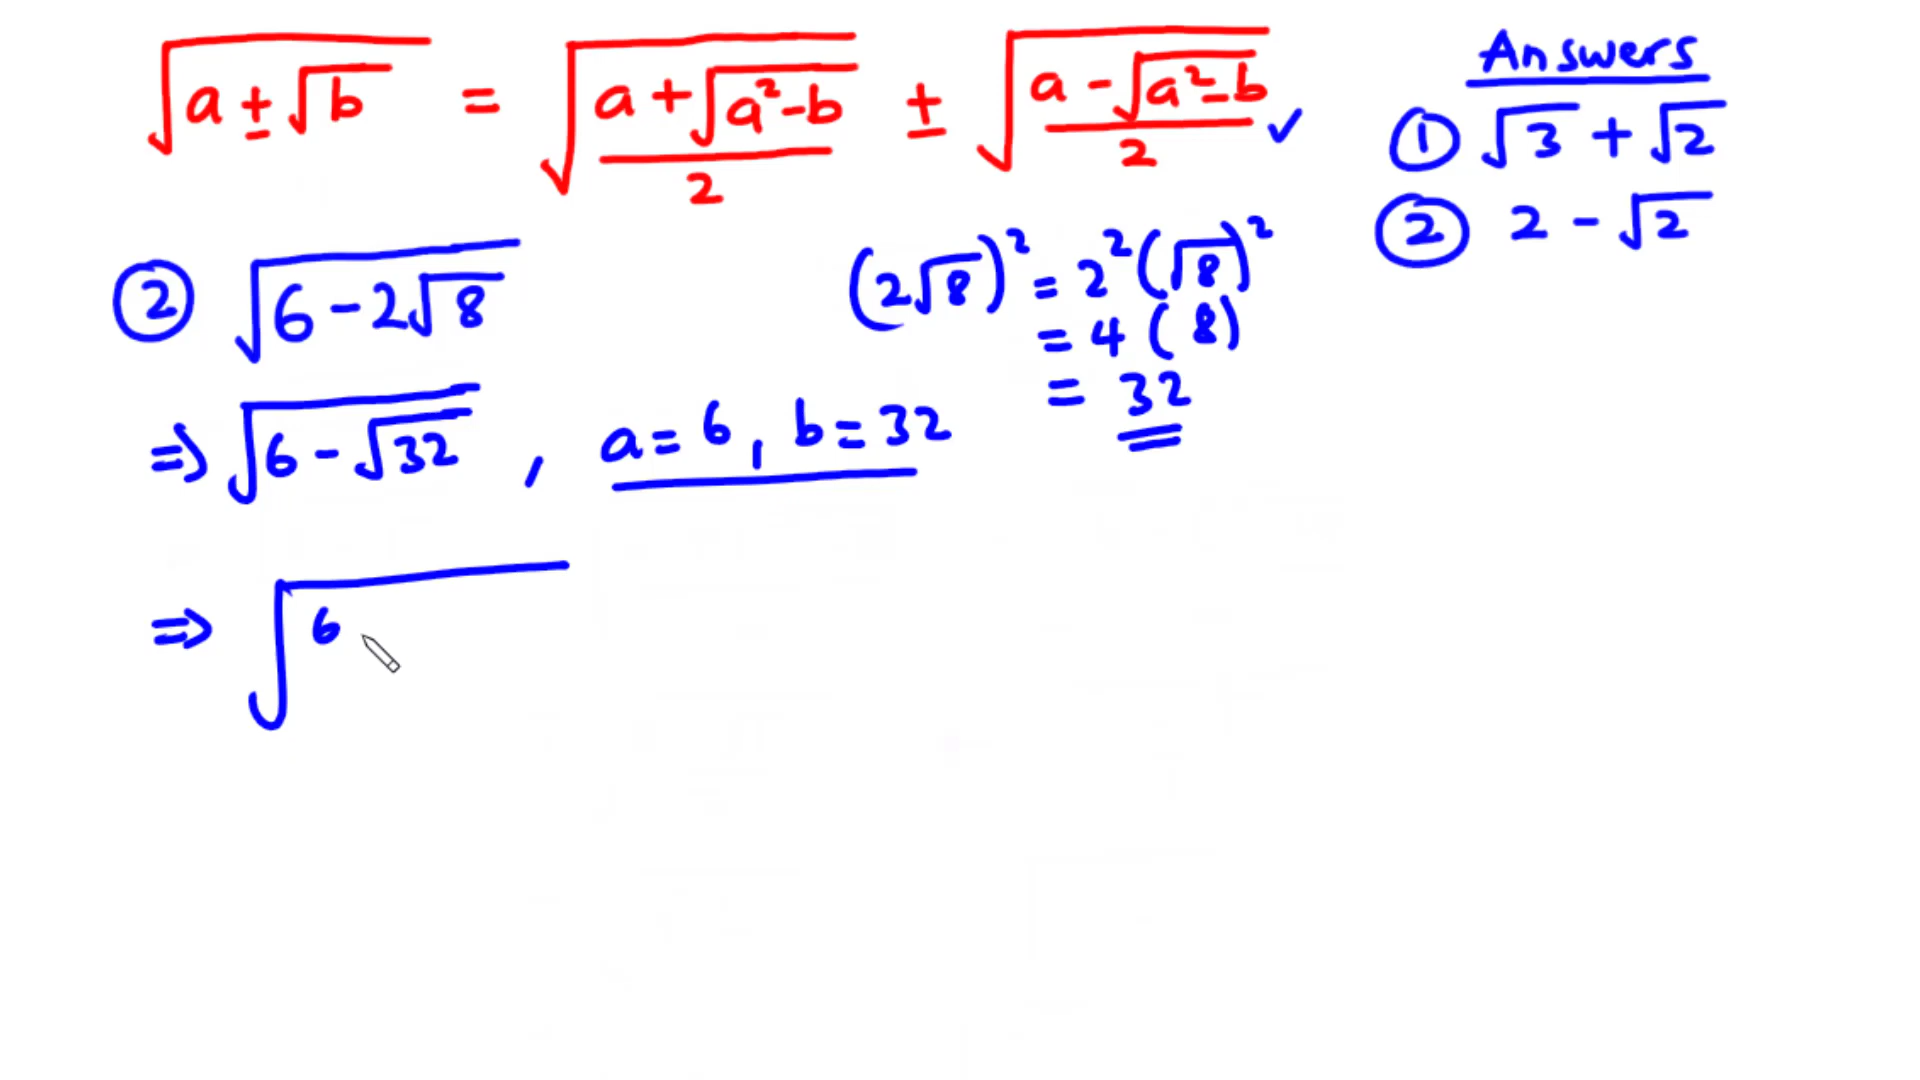 √(a ± √b) = √((a + √(a² - b))/2) ± √((a - √(a² - b))/2) ✓
Answers
① √3 + √2
② 2 - √2
② √(6 - 2√8)
(2√8)² = 2²(√8)²
= 4 (8)
= 32
⇒ √(6 - √32) , a = 6, b = 32
⇒ √6